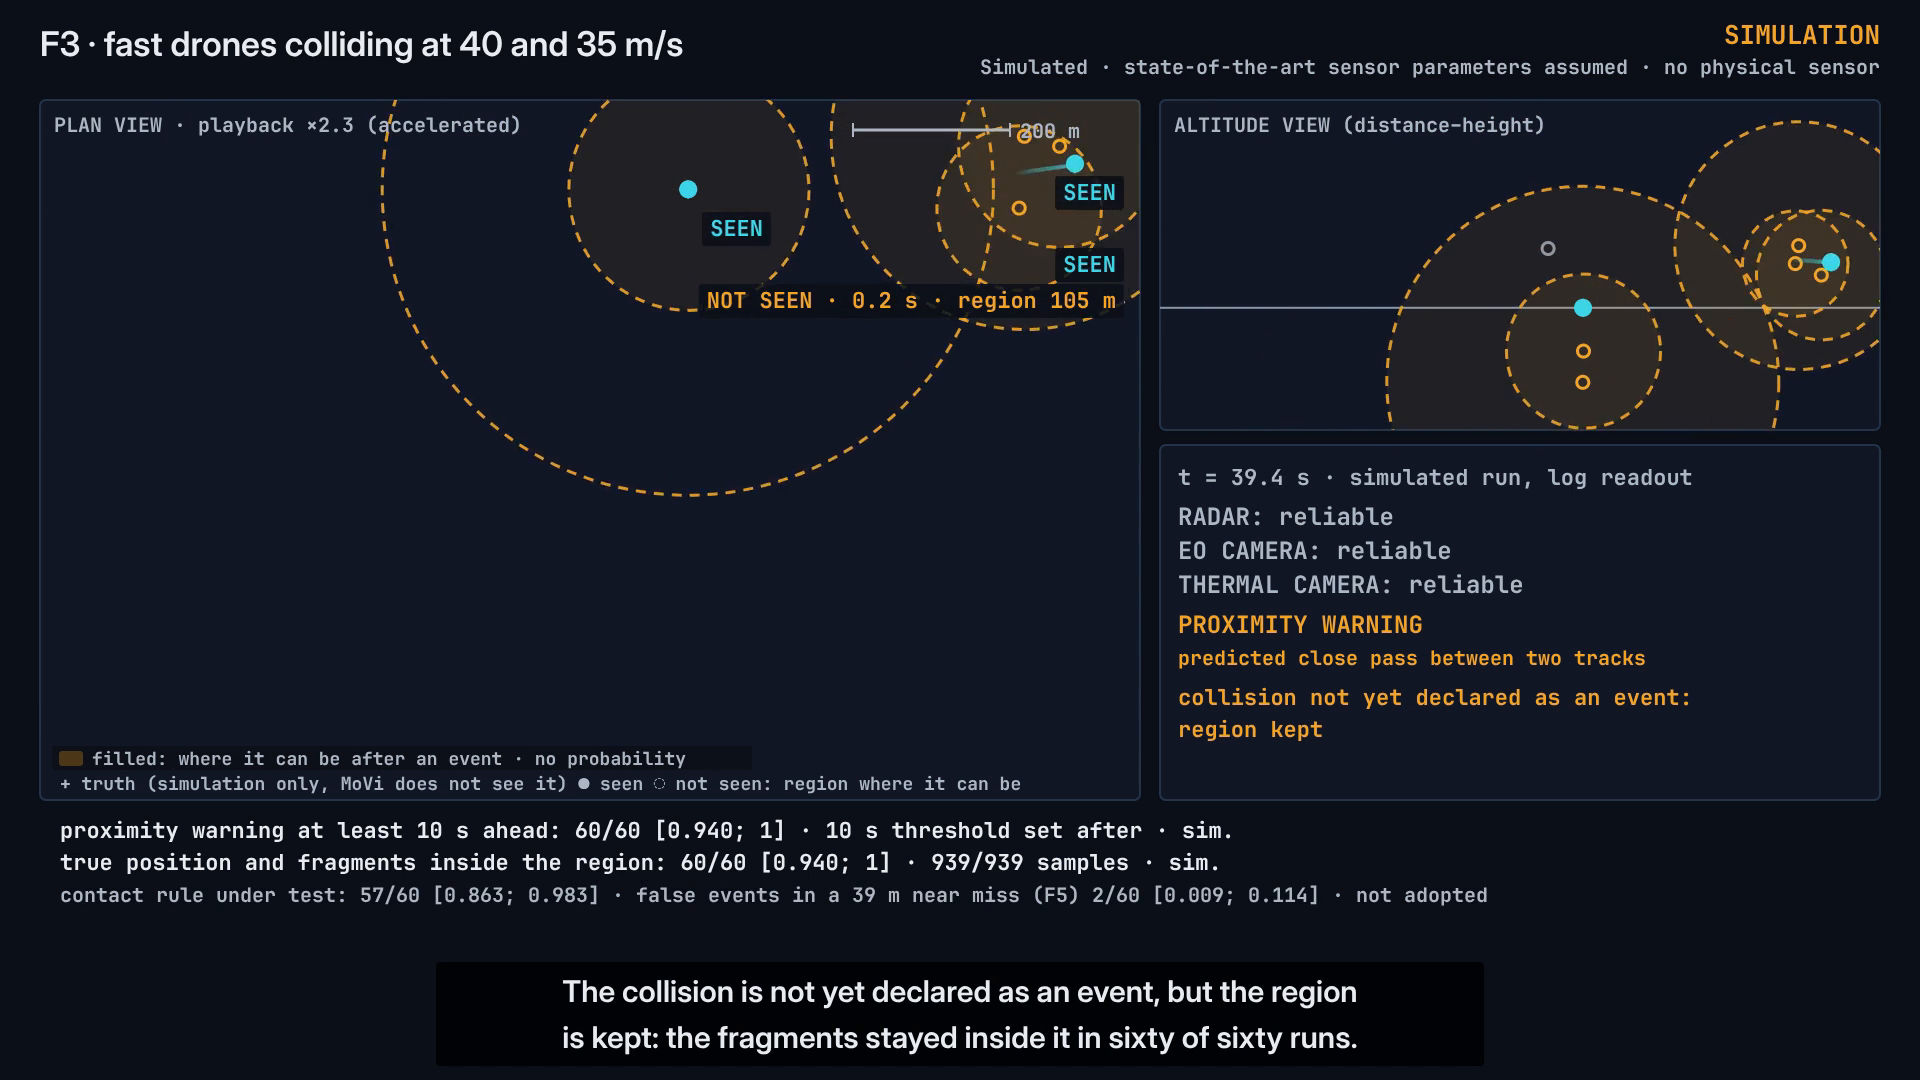 F3 · fast drones colliding at 40 and 35 m/s
SIMULATION
Simulated · state-of-the-art sensor parameters assumed · no physical sensor
PLAN VIEW · playback ×2.3 (accelerated)
200 m
SEEN
SEEN
SEEN
NOT SEEN · 0.2 s · region 105 m
filled: where it can be after an event · no probability
+ truth (simulation only, MoVi does not see it) ● seen ◌ not seen: region where it can be
ALTITUDE VIEW (distance-height)
t = 39.4 s · simulated run, log readout
RADAR: reliable
EO CAMERA: reliable
THERMAL CAMERA: reliable
PROXIMITY WARNING
predicted close pass between two tracks
collision not yet declared as an event:
region kept
proximity warning at least 10 s ahead: 60/60 [0.940; 1] · 10 s threshold set after · sim.
true position and fragments inside the region: 60/60 [0.940; 1] · 939/939 samples · sim.
contact rule under test: 57/60 [0.863; 0.983] · false events in a 39 m near miss (F5) 2/60 [0.009; 0.114] · not adopted
The collision is not yet declared as an event, but the region
is kept: the fragments stayed inside it in sixty of sixty runs.